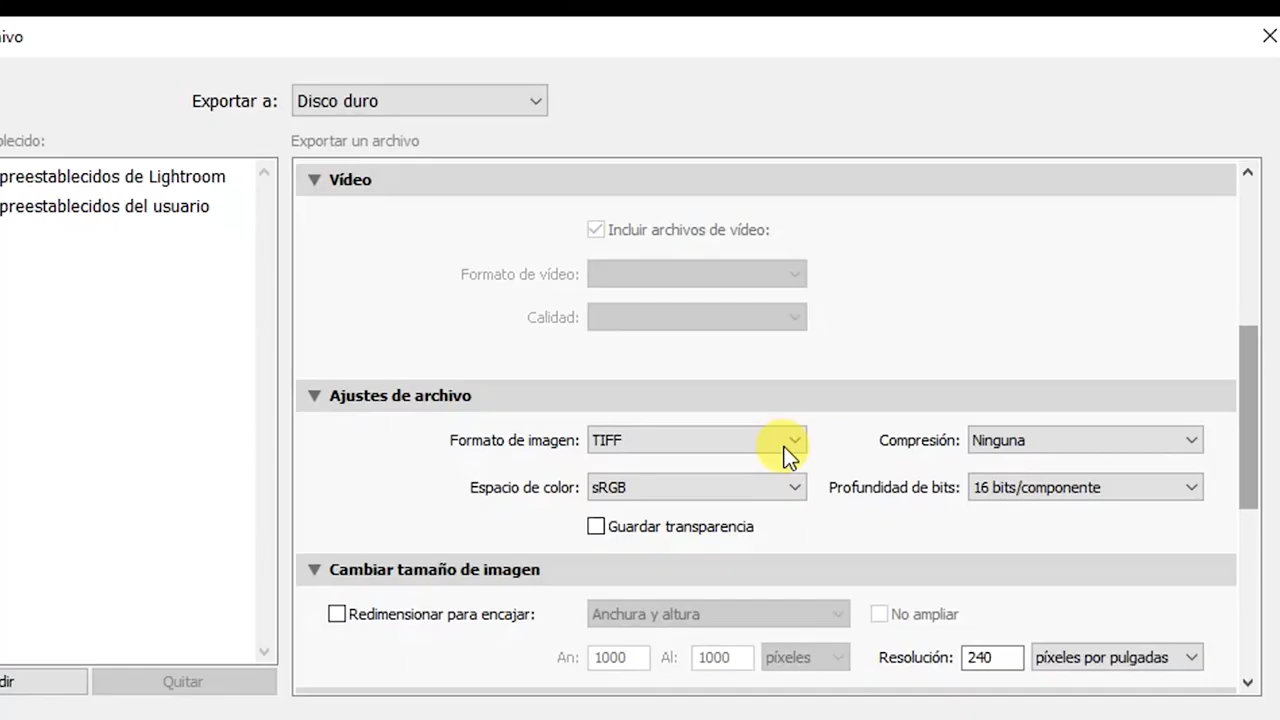 ivo
Exportar a: Disco duro
blecido:
Exportar un archivo
preestablecidos de Lightroom
preestablecidos del usuario
Vídeo
Incluir archivos de vídeo:
Formato de vídeo:
Calidad:
Ajustes de archivo
Formato de imagen: TIFF Compresión: Ninguna
Espacio de color: sRGB Profundidad de bits: 16 bits/componente
Guardar transparencia
Cambiar tamaño de imagen
Redimensionar para encajar: Anchura y altura No ampliar
An: 1000 Al: 1000 píxeles Resolución: 240 píxeles por pulgadas
dir Quitar